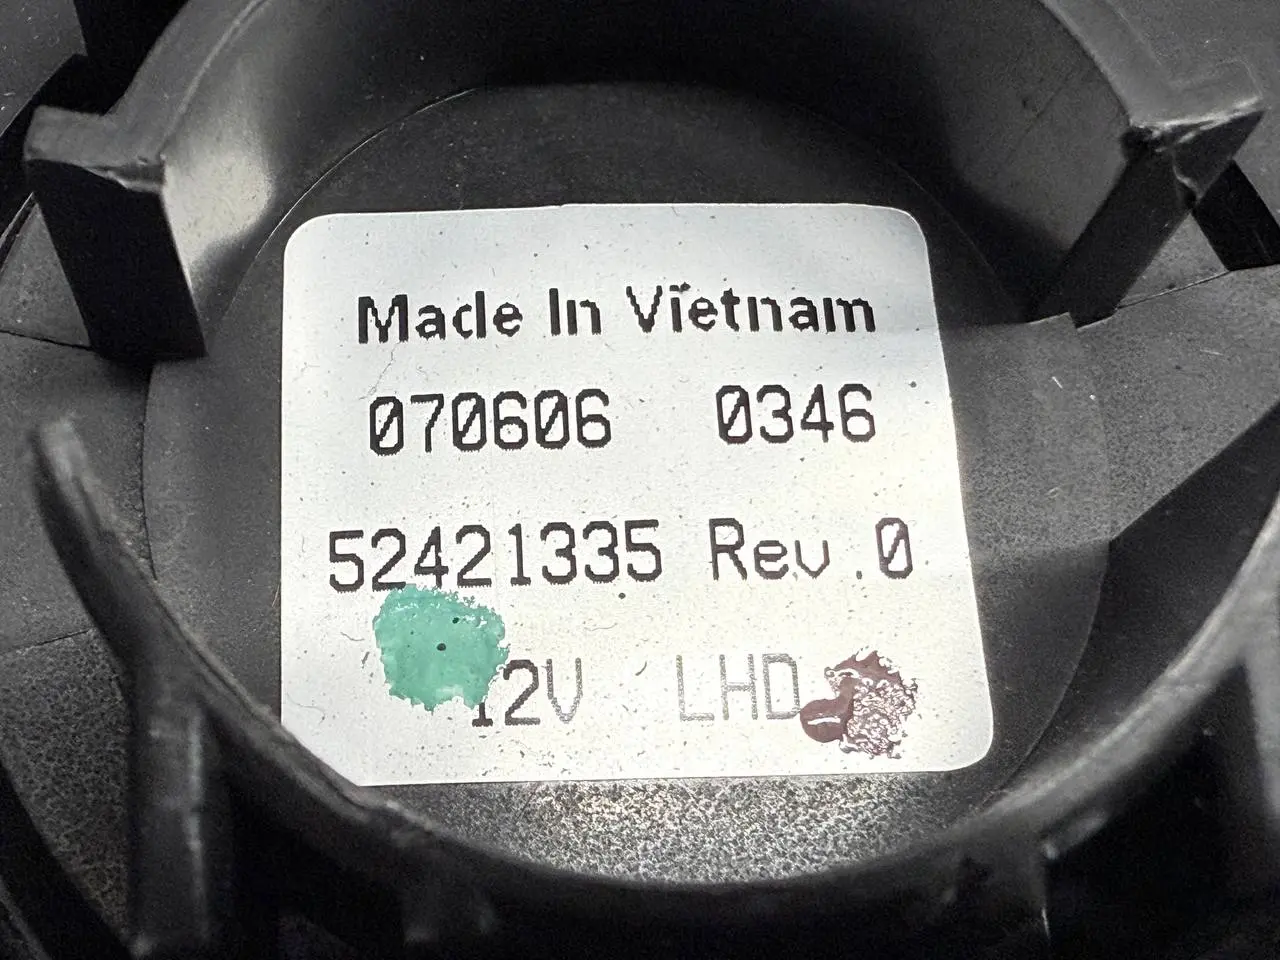 Made In Vietnam
070606 0346
52421335 Rev.0
12V LHD